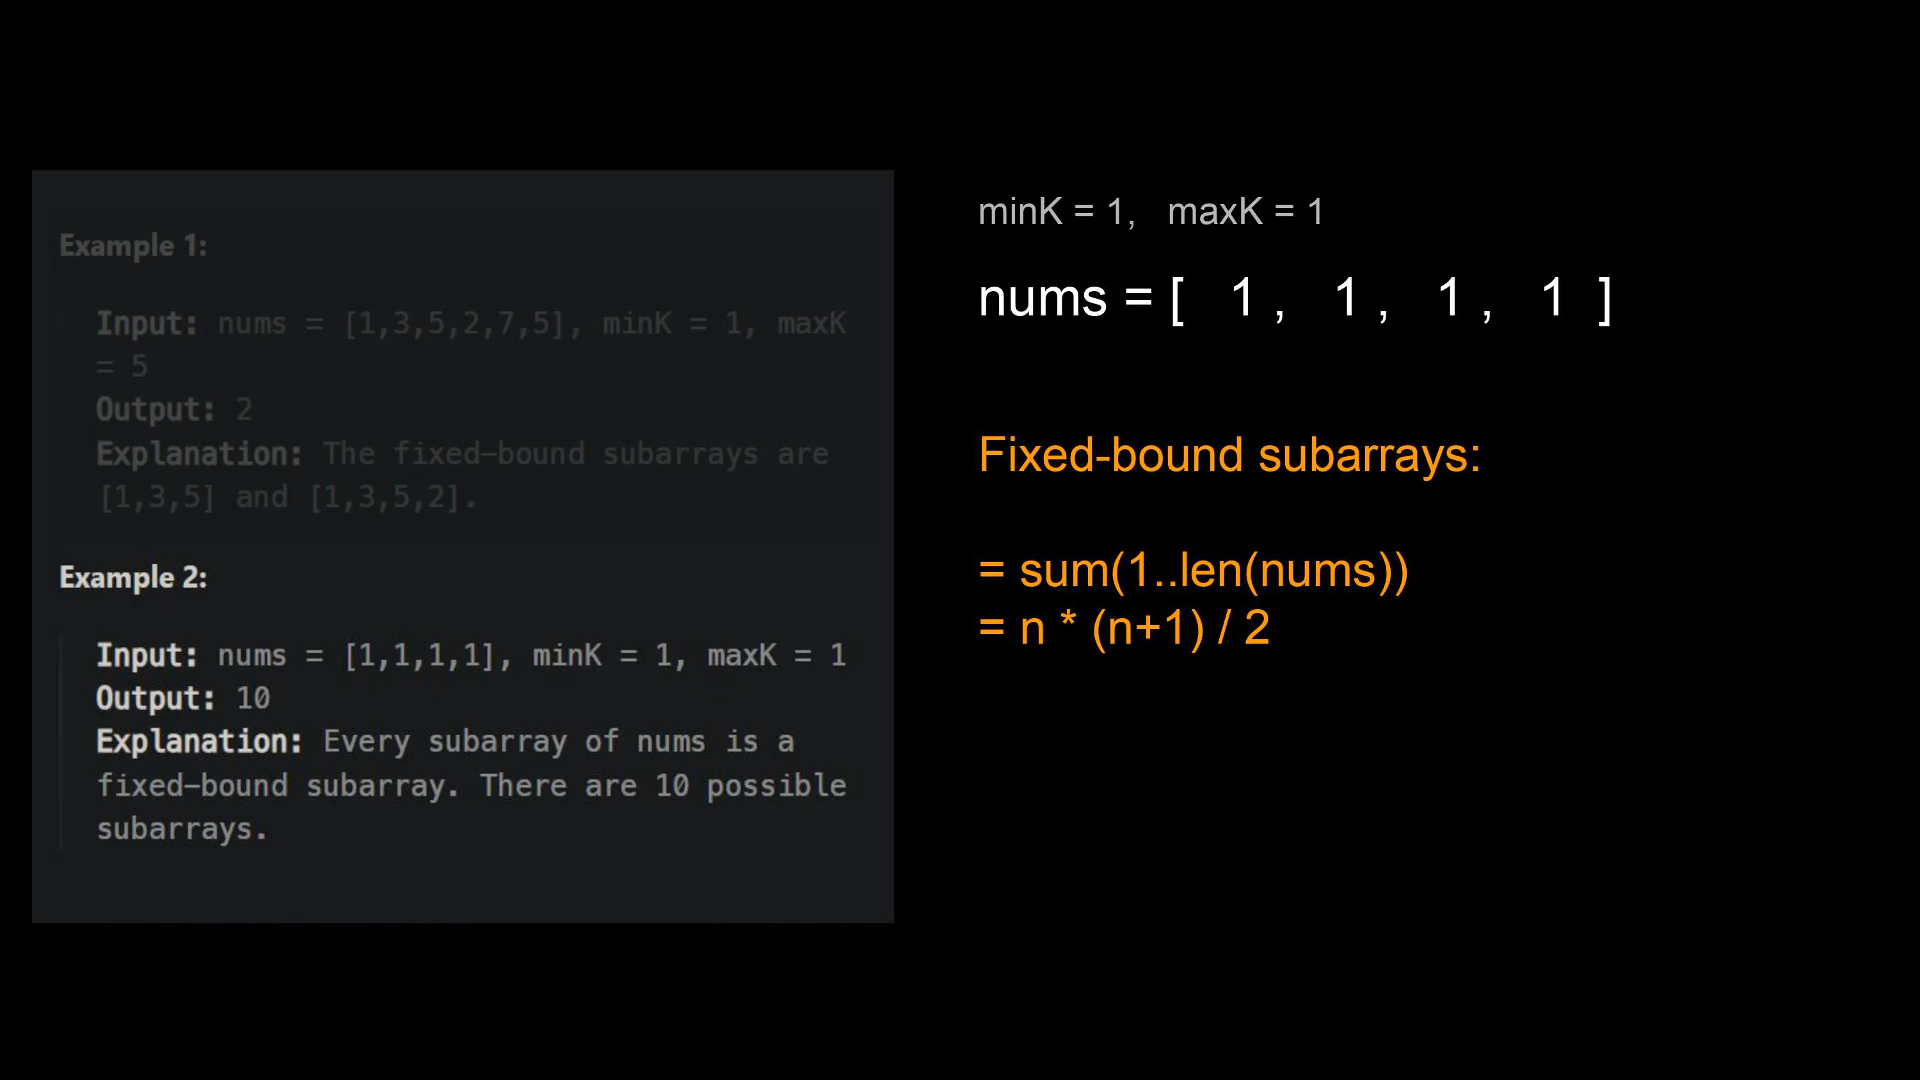 Example 1:
Input: nums = [1,3,5,2,7,5], minK = 1, maxK
= 5
Output: 2
Explanation: The fixed-bound subarrays are
[1,3,5] and [1,3,5,2].
Example 2:
Input: nums = [1,1,1,1], minK = 1, maxK = 1
Output: 10
Explanation: Every subarray of nums is a
fixed-bound subarray. There are 10 possible
subarrays.
minK = 1, maxK = 1
nums = [ 1 , 1 , 1 , 1 ]
Fixed-bound subarrays:
= sum(1..len(nums))
= n * (n+1) / 2